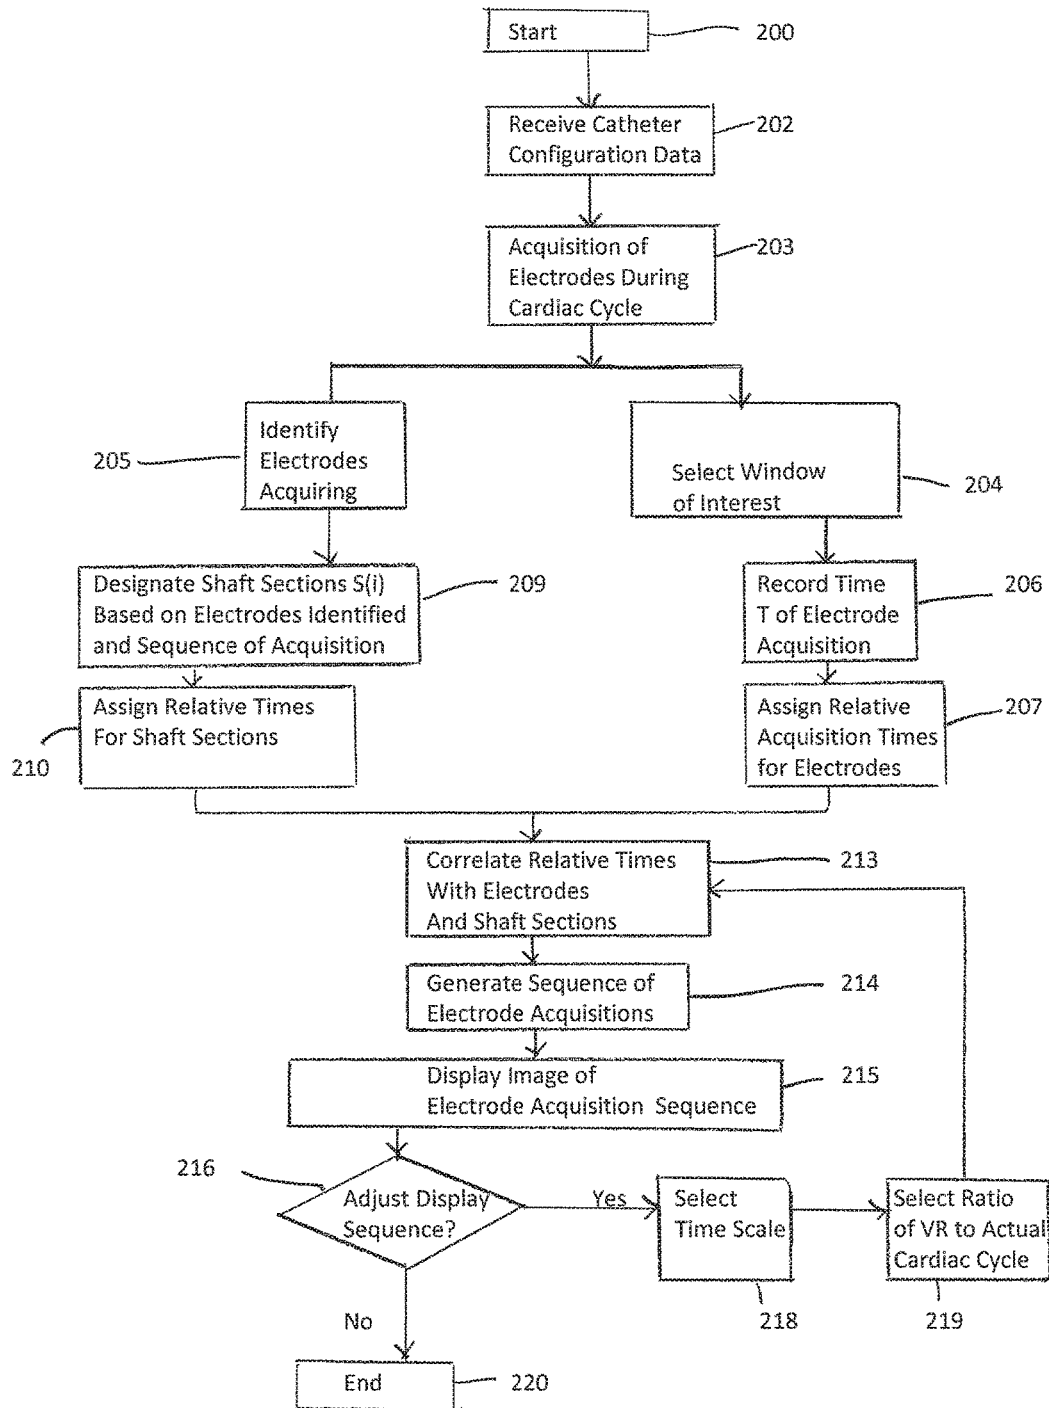 Start
200
Receive Catheter
Configuration Data
202
Acquisition of
Electrodes During
Cardiac Cycle
203
Identify
Electrodes
Acquiring
205
Select Window
of Interest
204
Designate Shaft Sections S(i)
Based on Electrodes Identified
and Sequence of Acquisition
209
Record Time
T of Electrode
Acquisition
206
Assign Relative Times
For Shaft Sections
210
Assign Relative
Acquisition Times
for Electrodes
207
Correlate Relative Times
With Electrodes
And Shaft Sections
213
Generate Sequence of
Electrode Acquisitions
214
Display Image of
Electrode Acquisition Sequence
215
216
Adjust Display
Sequence?
Yes
Select
Time Scale
218
Select Ratio
of VR to Actual
Cardiac Cycle
219
No
End
220